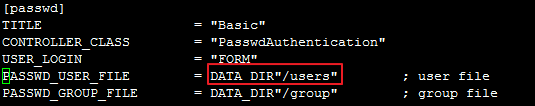 [passwd]
TITLE = "Basic"
CONTROLLER_CLASS = "PasswdAuthentication"
USER_LOGIN = "FORM"
PASSWD_USER_FILE = DATA_DIR"/users" ; user file
PASSWD_GROUP_FILE = DATA_DIR"/group" ; group file